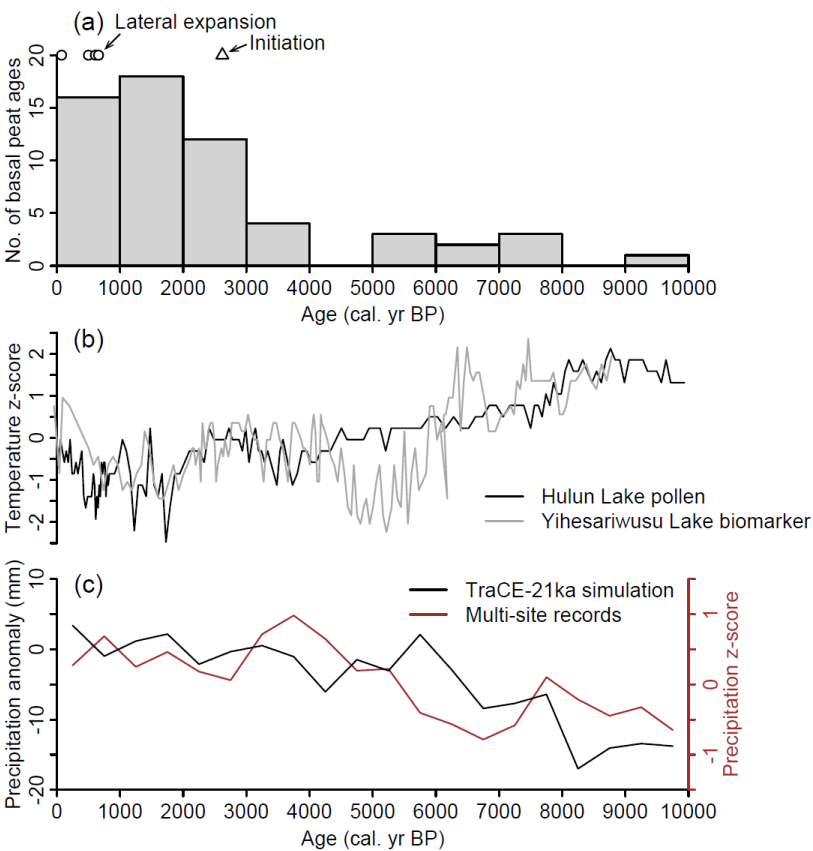 (a)
Lateral expansion
Initiation
No. of basal peat ages
20
15
10
5
0
0 1000 2000 3000 4000 5000 6000 7000 8000 9000 10000
Age (cal. yr BP)
(b)
Temperature z-score
2
1
0
-1
-2
Hulun Lake pollen
Yihesariwusu Lake biomarker
(c)
Precipitation anomaly (mm)
10
0
-10
-20
TraCE-21ka simulation
Multi-site records
1
0
-1
Precipitation z-score
0 1000 2000 3000 4000 5000 6000 7000 8000 9000 10000
Age (cal. yr BP)